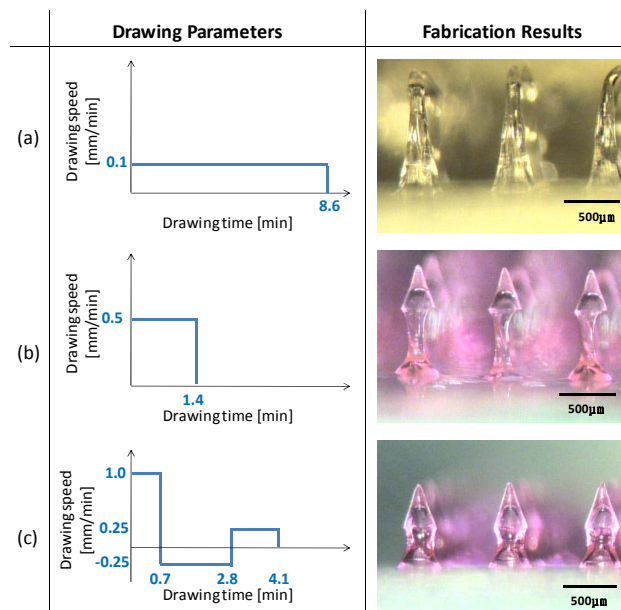 Drawing Parameters
Fabrication Results
(a)
Drawing speed
[mm/min]
0.1
8.6
Drawing time [min]
500μm
(b)
Drawing speed
[mm/min]
0.5
1.4
Drawing time [min]
500μm
(c)
Drawing speed
[mm/min]
1.0
0.25
-0.25
0.7
2.8
4.1
Drawing time [min]
500μm